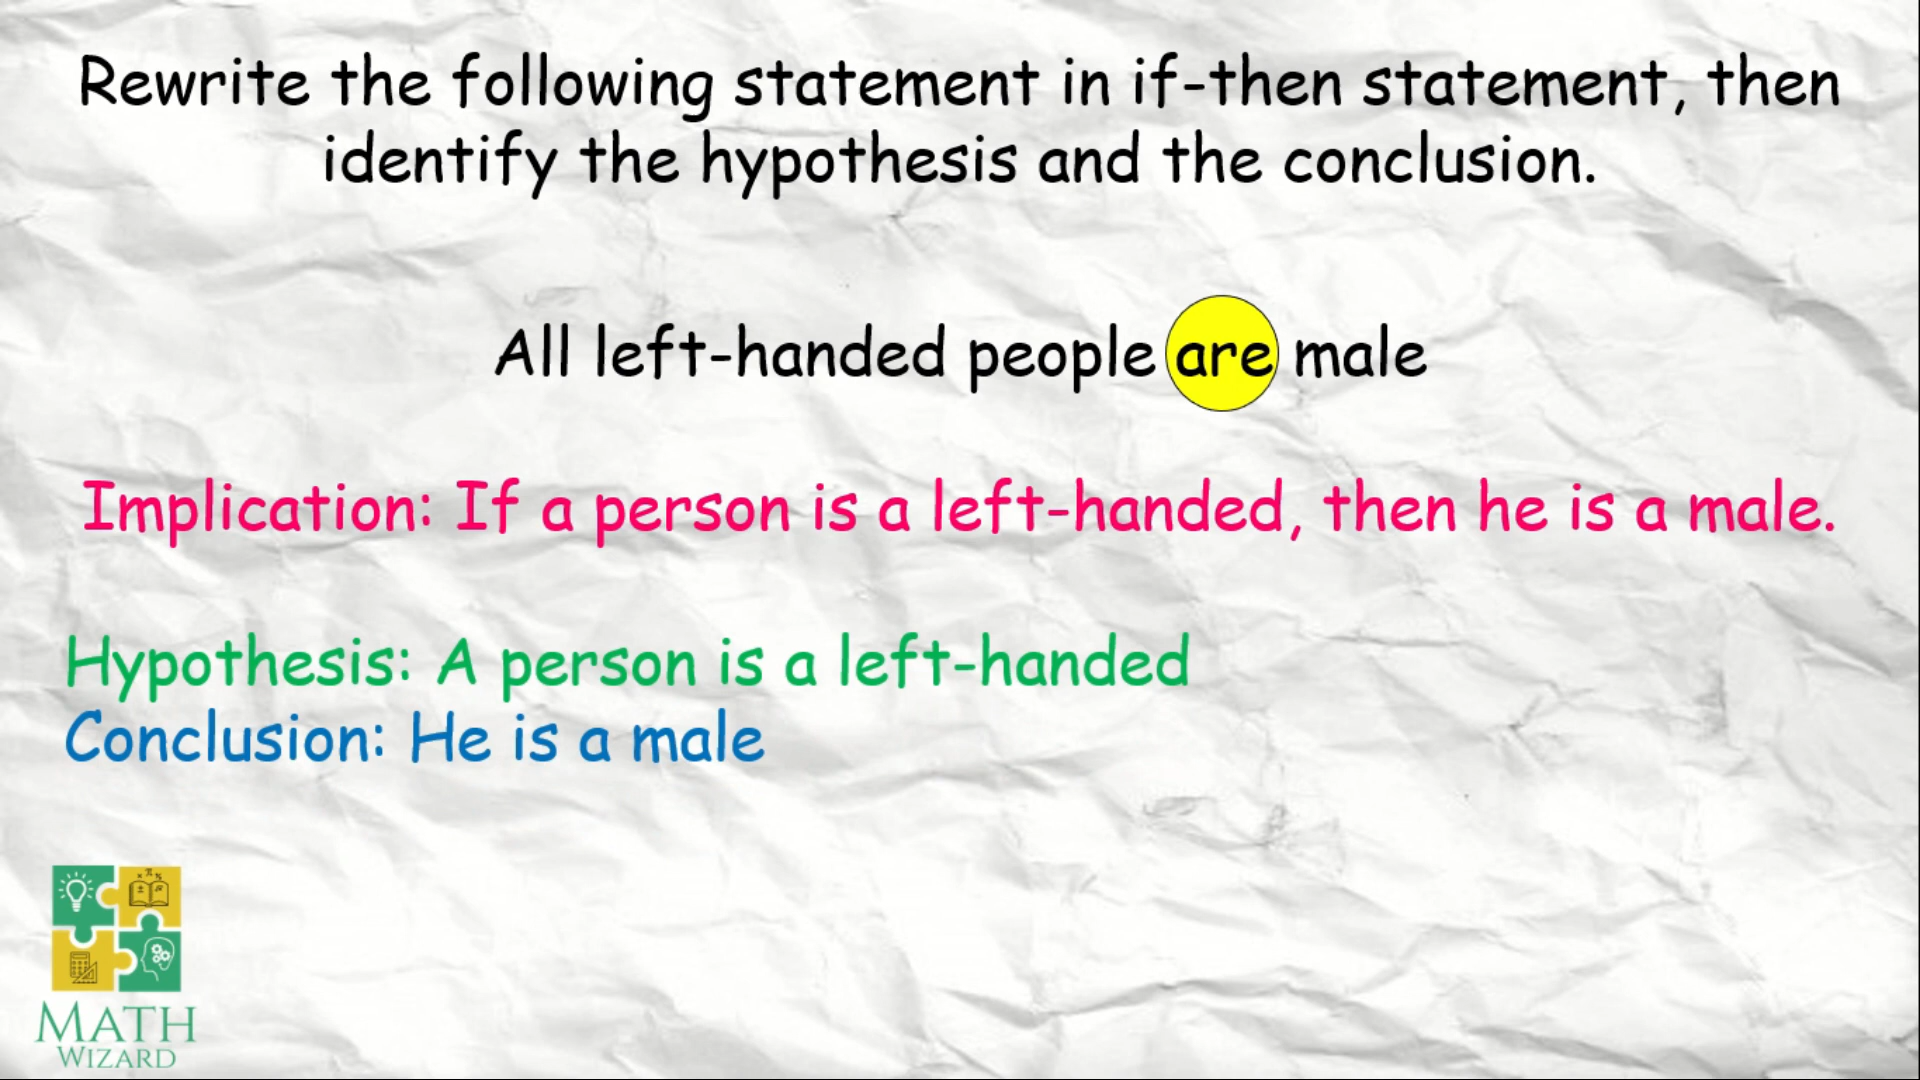 Rewrite the following statement in if-then statement, then
identify the hypothesis and the conclusion.
All left-handed people are male
Implication: If a person is a left-handed, then he is a male.
Hypothesis: A person is a left-handed
Conclusion: He is a male
MATH
WIZARD